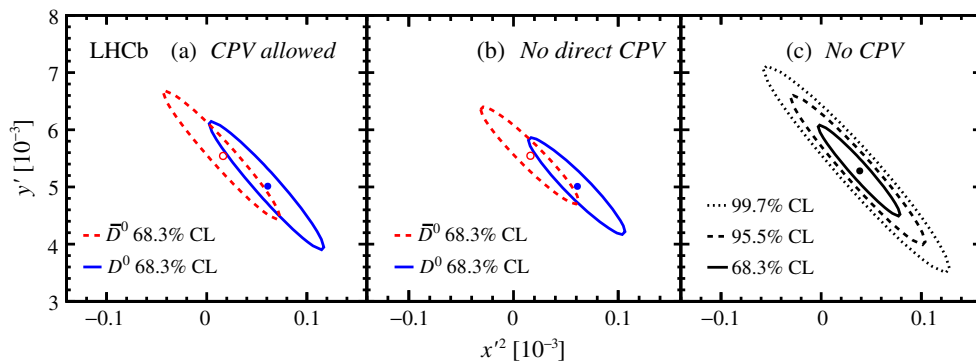 LHCb (a) CPV allowed
(b) No direct CPV
(c) No CPV
8
7
6
5
4
3
y′ [10⁻³]
D̅⁰ 68.3% CL
D⁰ 68.3% CL
D̅⁰ 68.3% CL
D⁰ 68.3% CL
99.7% CL
95.5% CL
68.3% CL
−0.1 0 0.1 −0.1 0 0.1 −0.1 0 0.1
x′² [10⁻³]